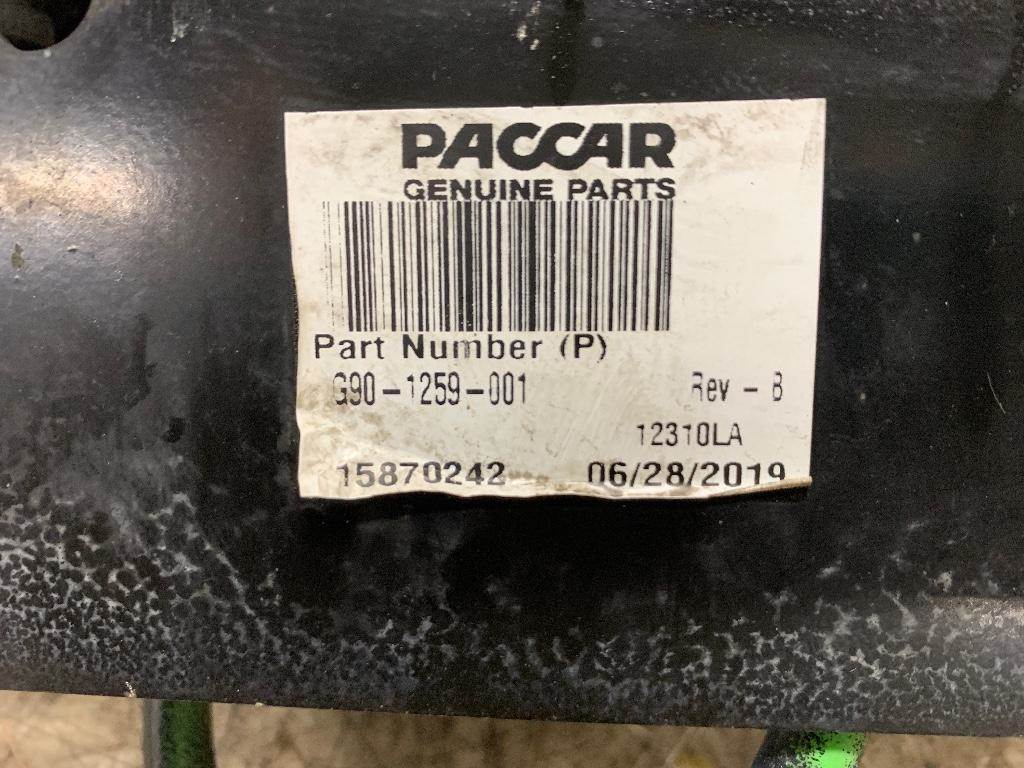 PACCAR
GENUINE PARTS
Part Number (P)
G90-1259-001 Rev - B
12310LA
15870242 06/28/2019